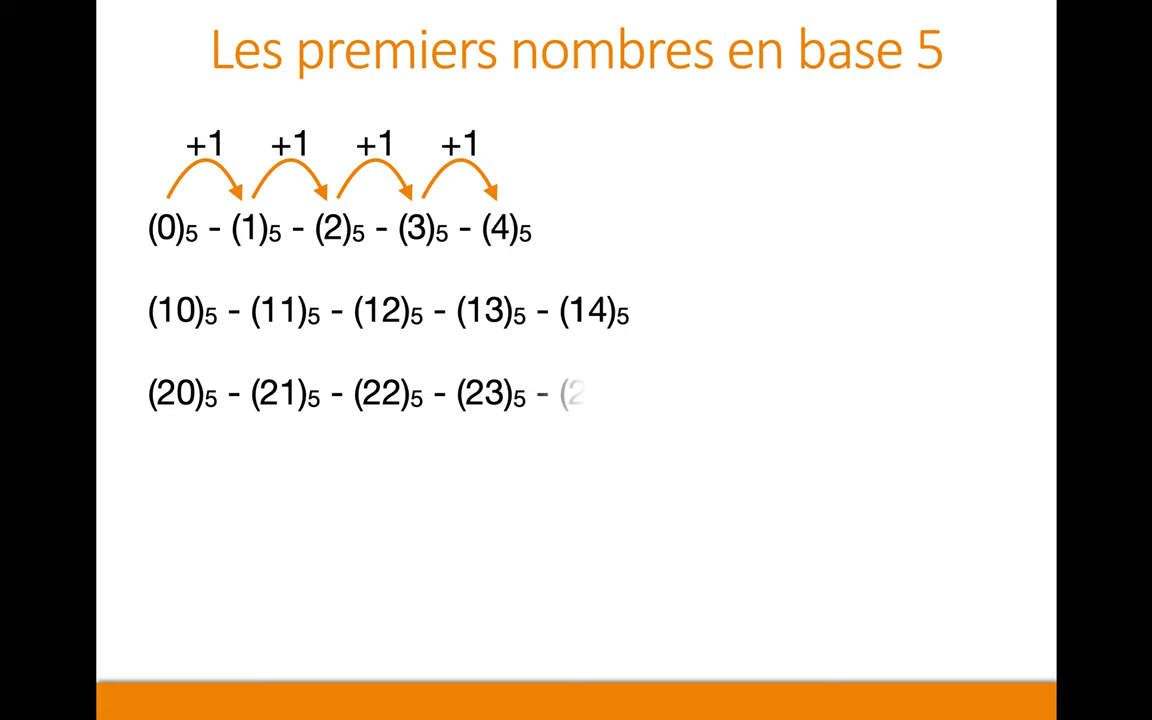 Les premiers nombres en base 5
+1 +1 +1 +1
(0)₅ - (1)₅ - (2)₅ - (3)₅ - (4)₅
(10)₅ - (11)₅ - (12)₅ - (13)₅ - (14)₅
(20)₅ - (21)₅ - (22)₅ - (23)₅ - (2